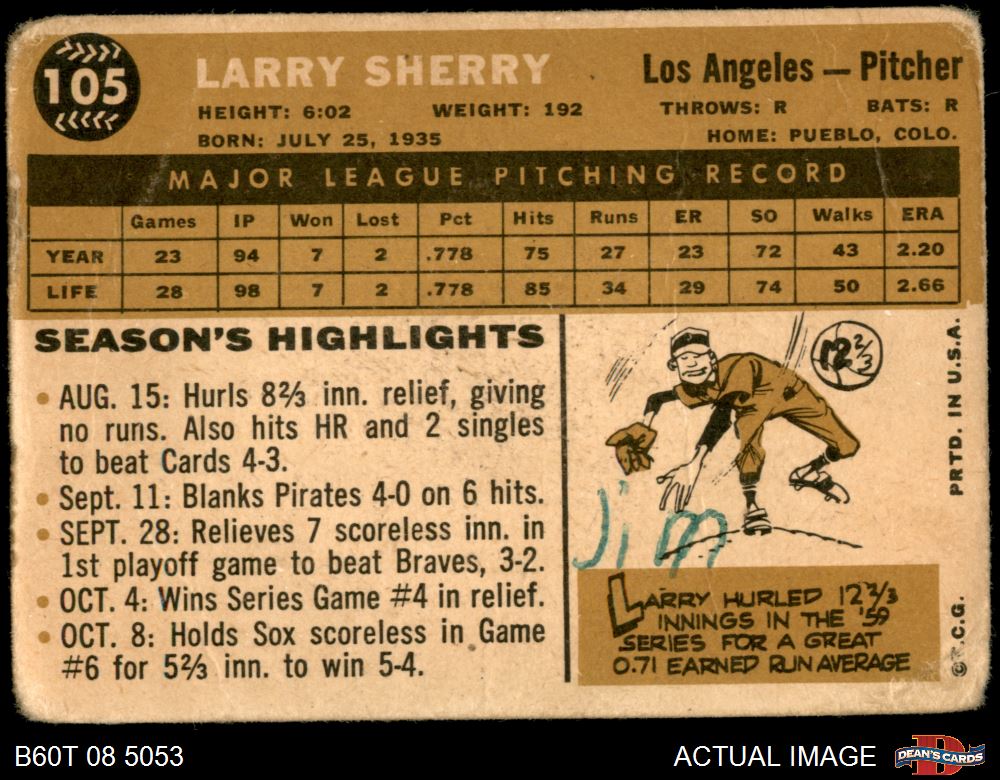 105
LARRY SHERRY
Los Angeles — Pitcher
HEIGHT: 6:02 WEIGHT: 192 THROWS: R BATS: R
BORN: JULY 25, 1935 HOME: PUEBLO, COLO.
MAJOR LEAGUE PITCHING RECORD
Games IP Won Lost Pct Hits Runs ER SO Walks ERA
YEAR 23 94 7 2 .778 75 27 23 72 43 2.20
LIFE 28 98 7 2 .778 85 34 29 74 50 2.66
SEASON'S HIGHLIGHTS
• AUG. 15: Hurls 8⅔ inn. relief, giving
no runs. Also hits HR and 2 singles
to beat Cards 4-3.
• Sept. 11: Blanks Pirates 4-0 on 6 hits.
• SEPT. 28: Relieves 7 scoreless inn. in
1st playoff game to beat Braves, 3-2.
• OCT. 4: Wins Series Game #4 in relief.
• OCT. 8: Holds Sox scoreless in Game
#6 for 5⅔ inn. to win 5-4.
12⅔
Jim
LARRY HURLED 12⅔
INNINGS IN THE '59
SERIES FOR A GREAT
0.71 EARNED RUN AVERAGE
PRTD. IN U.S.A.
© T.C.G.
B60T 08 5053
ACTUAL IMAGE
DEAN'S CARDS